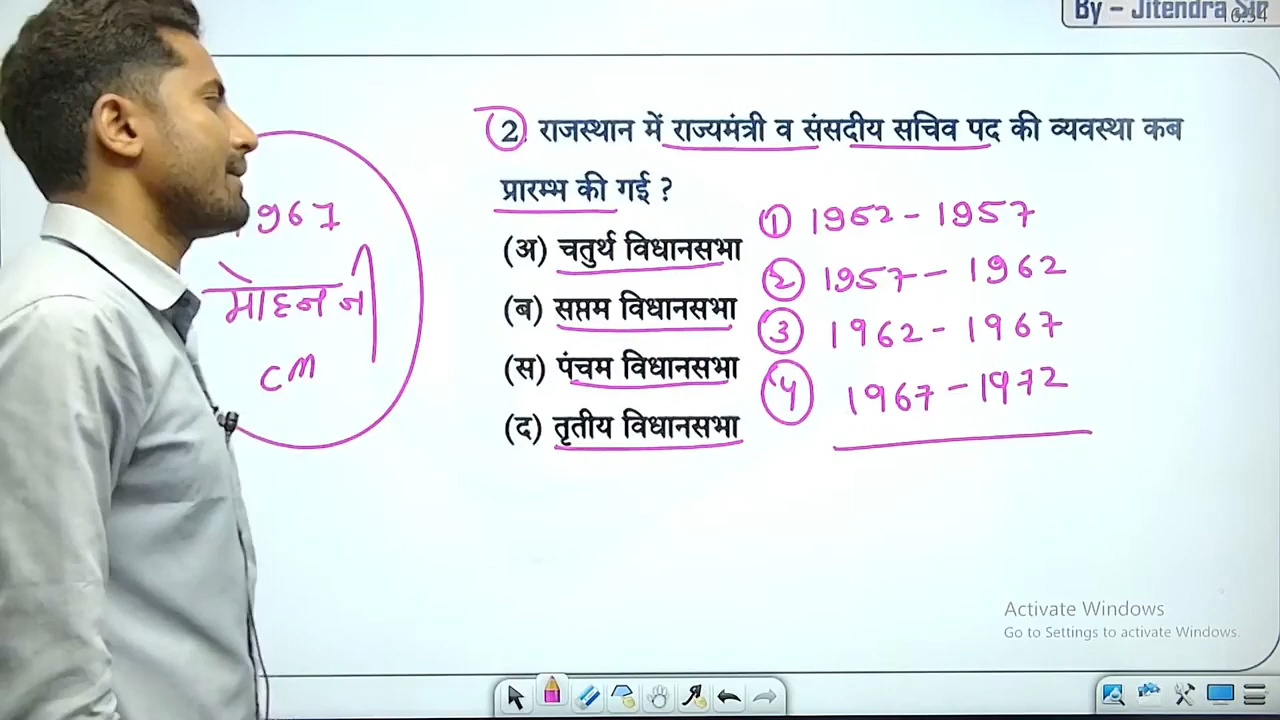 By – Jitendra Sir
16:34
2. राजस्थान में राज्यमंत्री व संसदीय सचिव पद की व्यवस्था कब
प्रारम्भ की गई ?
(अ) चतुर्थ विधानसभा
(ब) सप्तम विधानसभा
(स) पंचम विधानसभा
(द) तृतीय विधानसभा
① 1952 - 1957
② 1957 - 1962
③ 1962 - 1967
④ 1967 - 1972
1967
मोहन जी
CM
Activate Windows
Go to Settings to activate Windows.